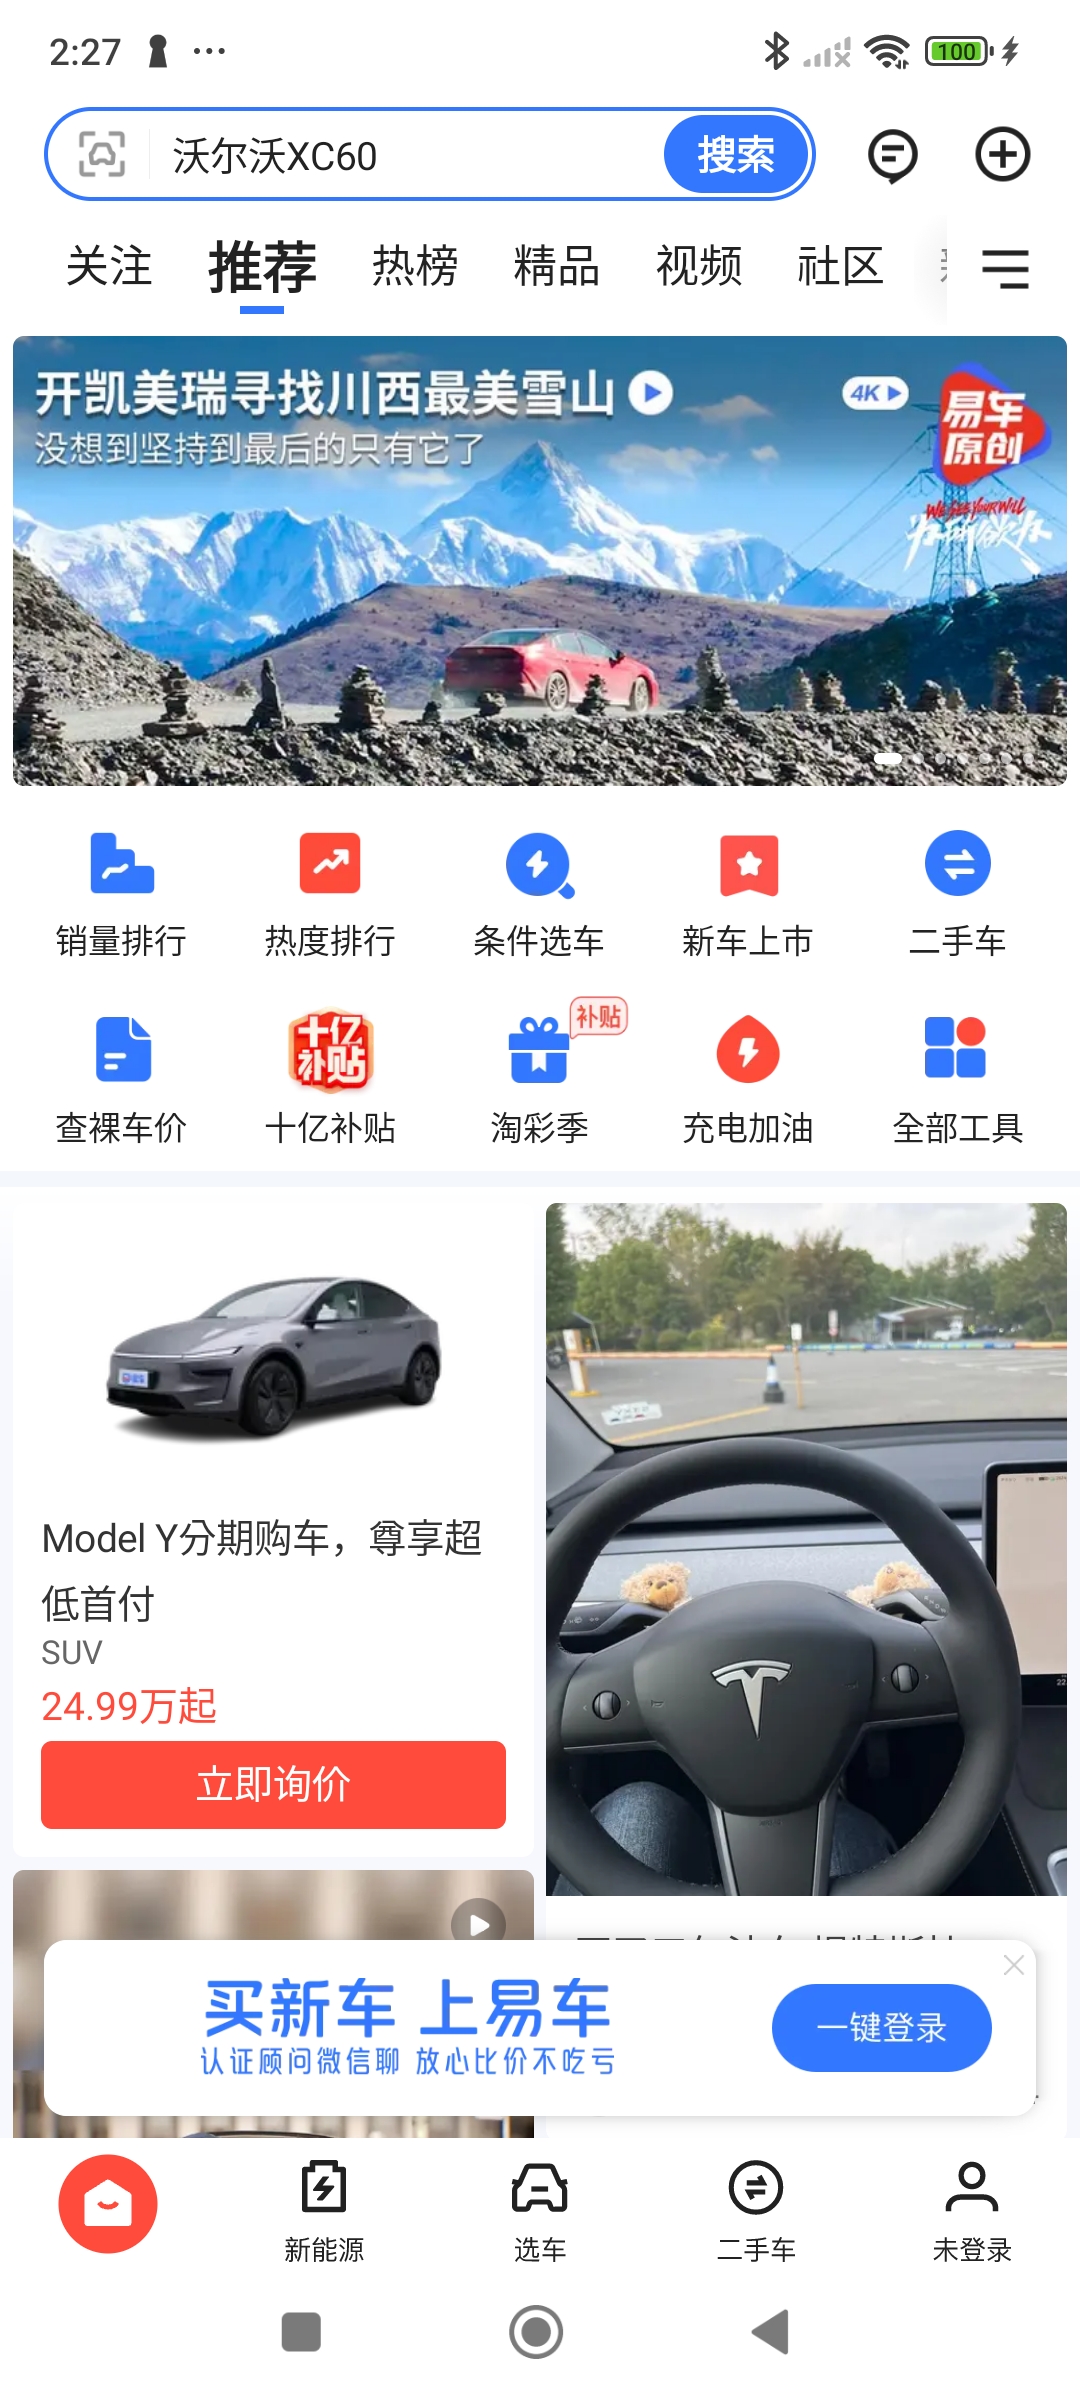 2:27
100
沃尔沃XC60
搜索
关注
推荐
热榜
精品
视频
社区
开凯美瑞寻找川西最美雪山
4K
易车
原创
没想到坚持到最后的只有它了
WE SEE YOUR WILL
销量排行
热度排行
条件选车
新车上市
二手车
十亿
补贴
补贴
查裸车价
十亿补贴
淘彩季
充电加油
全部工具
Model Y分期购车，尊享超
低首付
SUV
24.99万起
立即询价
买新车 上易车
认证顾问微信聊 放心比价不吃亏
一键登录
新能源
选车
二手车
未登录